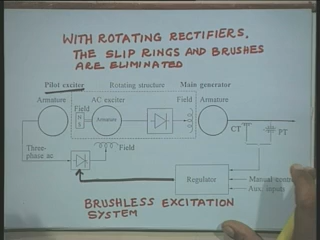 WITH ROTATING RECTIFIERS.
THE SLIP RINGS AND BRUSHES
ARE ELIMINATED
Pilot exciter Rotating structure Main generator
Armature AC exciter Field Armature
Field
N
S
Armature
CT PT
Three-
phase ac
Field
Regulator
Manual contr
Aux. inputs
BRUSHLESS EXCITATION
SYSTEM